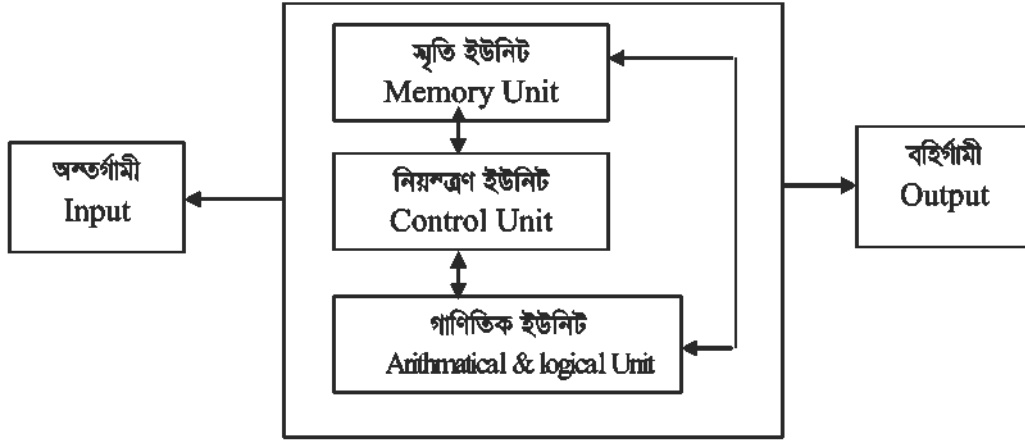 স্মৃতি ইউনিট
Memory Unit
অন্তর্গামী
Input
নিয়ন্ত্রণ ইউনিট
Control Unit
বহির্গামী
Output
গাণিতিক ইউনিট
Arithmatical & logical Unit